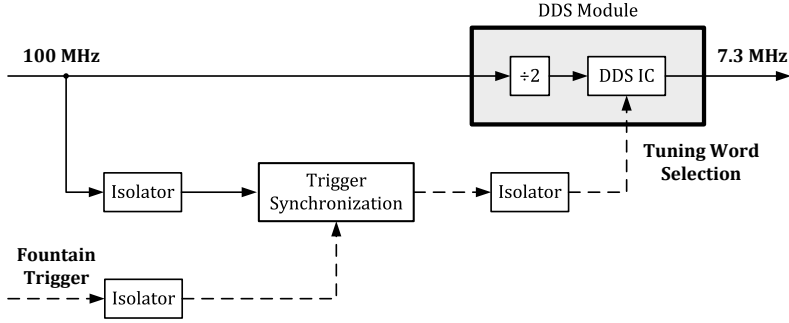 DDS Module
100 MHz
÷2
DDS IC
7.3 MHz
Tuning Word
Selection
Isolator
Trigger
Synchronization
Isolator
Fountain
Trigger
Isolator